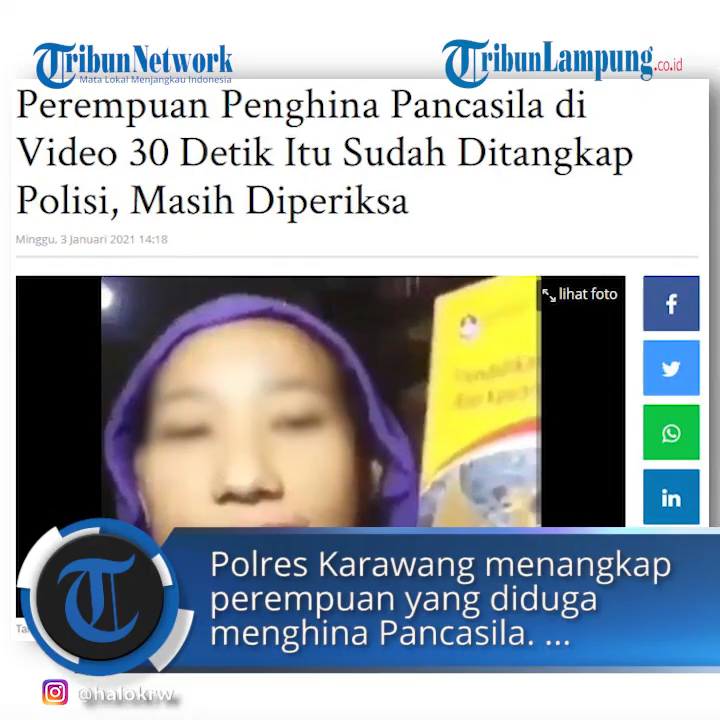 TribunNetwork
Mata Lokal Menjangkau Indonesia
TribunLampung.co.id
Perempuan Penghina Pancasila di
Video 30 Detik Itu Sudah Ditangkap
Polisi, Masih Diperiksa
Minggu, 3 Januari 2021 14:18
lihat foto
f
in
Polres Karawang menangkap
perempuan yang diduga
menghina Pancasila. ...
T
@halokrw